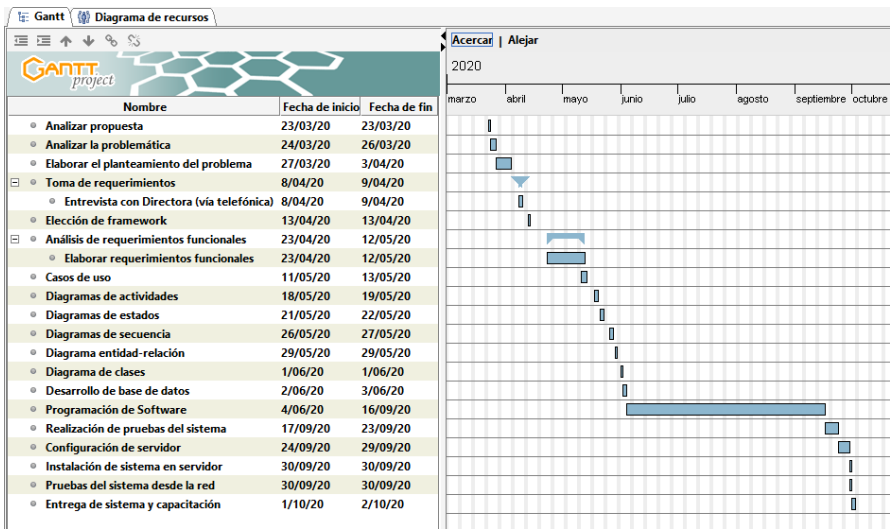 Gantt Diagrama de recursos
Acercar | Alejar
2020
GANTT
project
marzo abril mayo junio julio agosto septiembre octubre
Nombre Fecha de inicio Fecha de fin
Analizar propuesta 23/03/20 23/03/20
Analizar la problemática 24/03/20 26/03/20
Elaborar el planteamiento del problema 27/03/20 3/04/20
Toma de requerimientos 8/04/20 9/04/20
Entrevista con Directora (vía telefónica) 8/04/20 9/04/20
Elección de framework 13/04/20 13/04/20
Análisis de requerimientos funcionales 23/04/20 12/05/20
Elaborar requerimientos funcionales 23/04/20 12/05/20
Casos de uso 11/05/20 13/05/20
Diagramas de actividades 18/05/20 19/05/20
Diagramas de estados 21/05/20 22/05/20
Diagramas de secuencia 26/05/20 27/05/20
Diagrama entidad-relación 29/05/20 29/05/20
Diagrama de clases 1/06/20 1/06/20
Desarrollo de base de datos 2/06/20 3/06/20
Programación de Software 4/06/20 16/09/20
Realización de pruebas del sistema 17/09/20 23/09/20
Configuración de servidor 24/09/20 29/09/20
Instalación de sistema en servidor 30/09/20 30/09/20
Pruebas del sistema desde la red 30/09/20 30/09/20
Entrega de sistema y capacitación 1/10/20 2/10/20